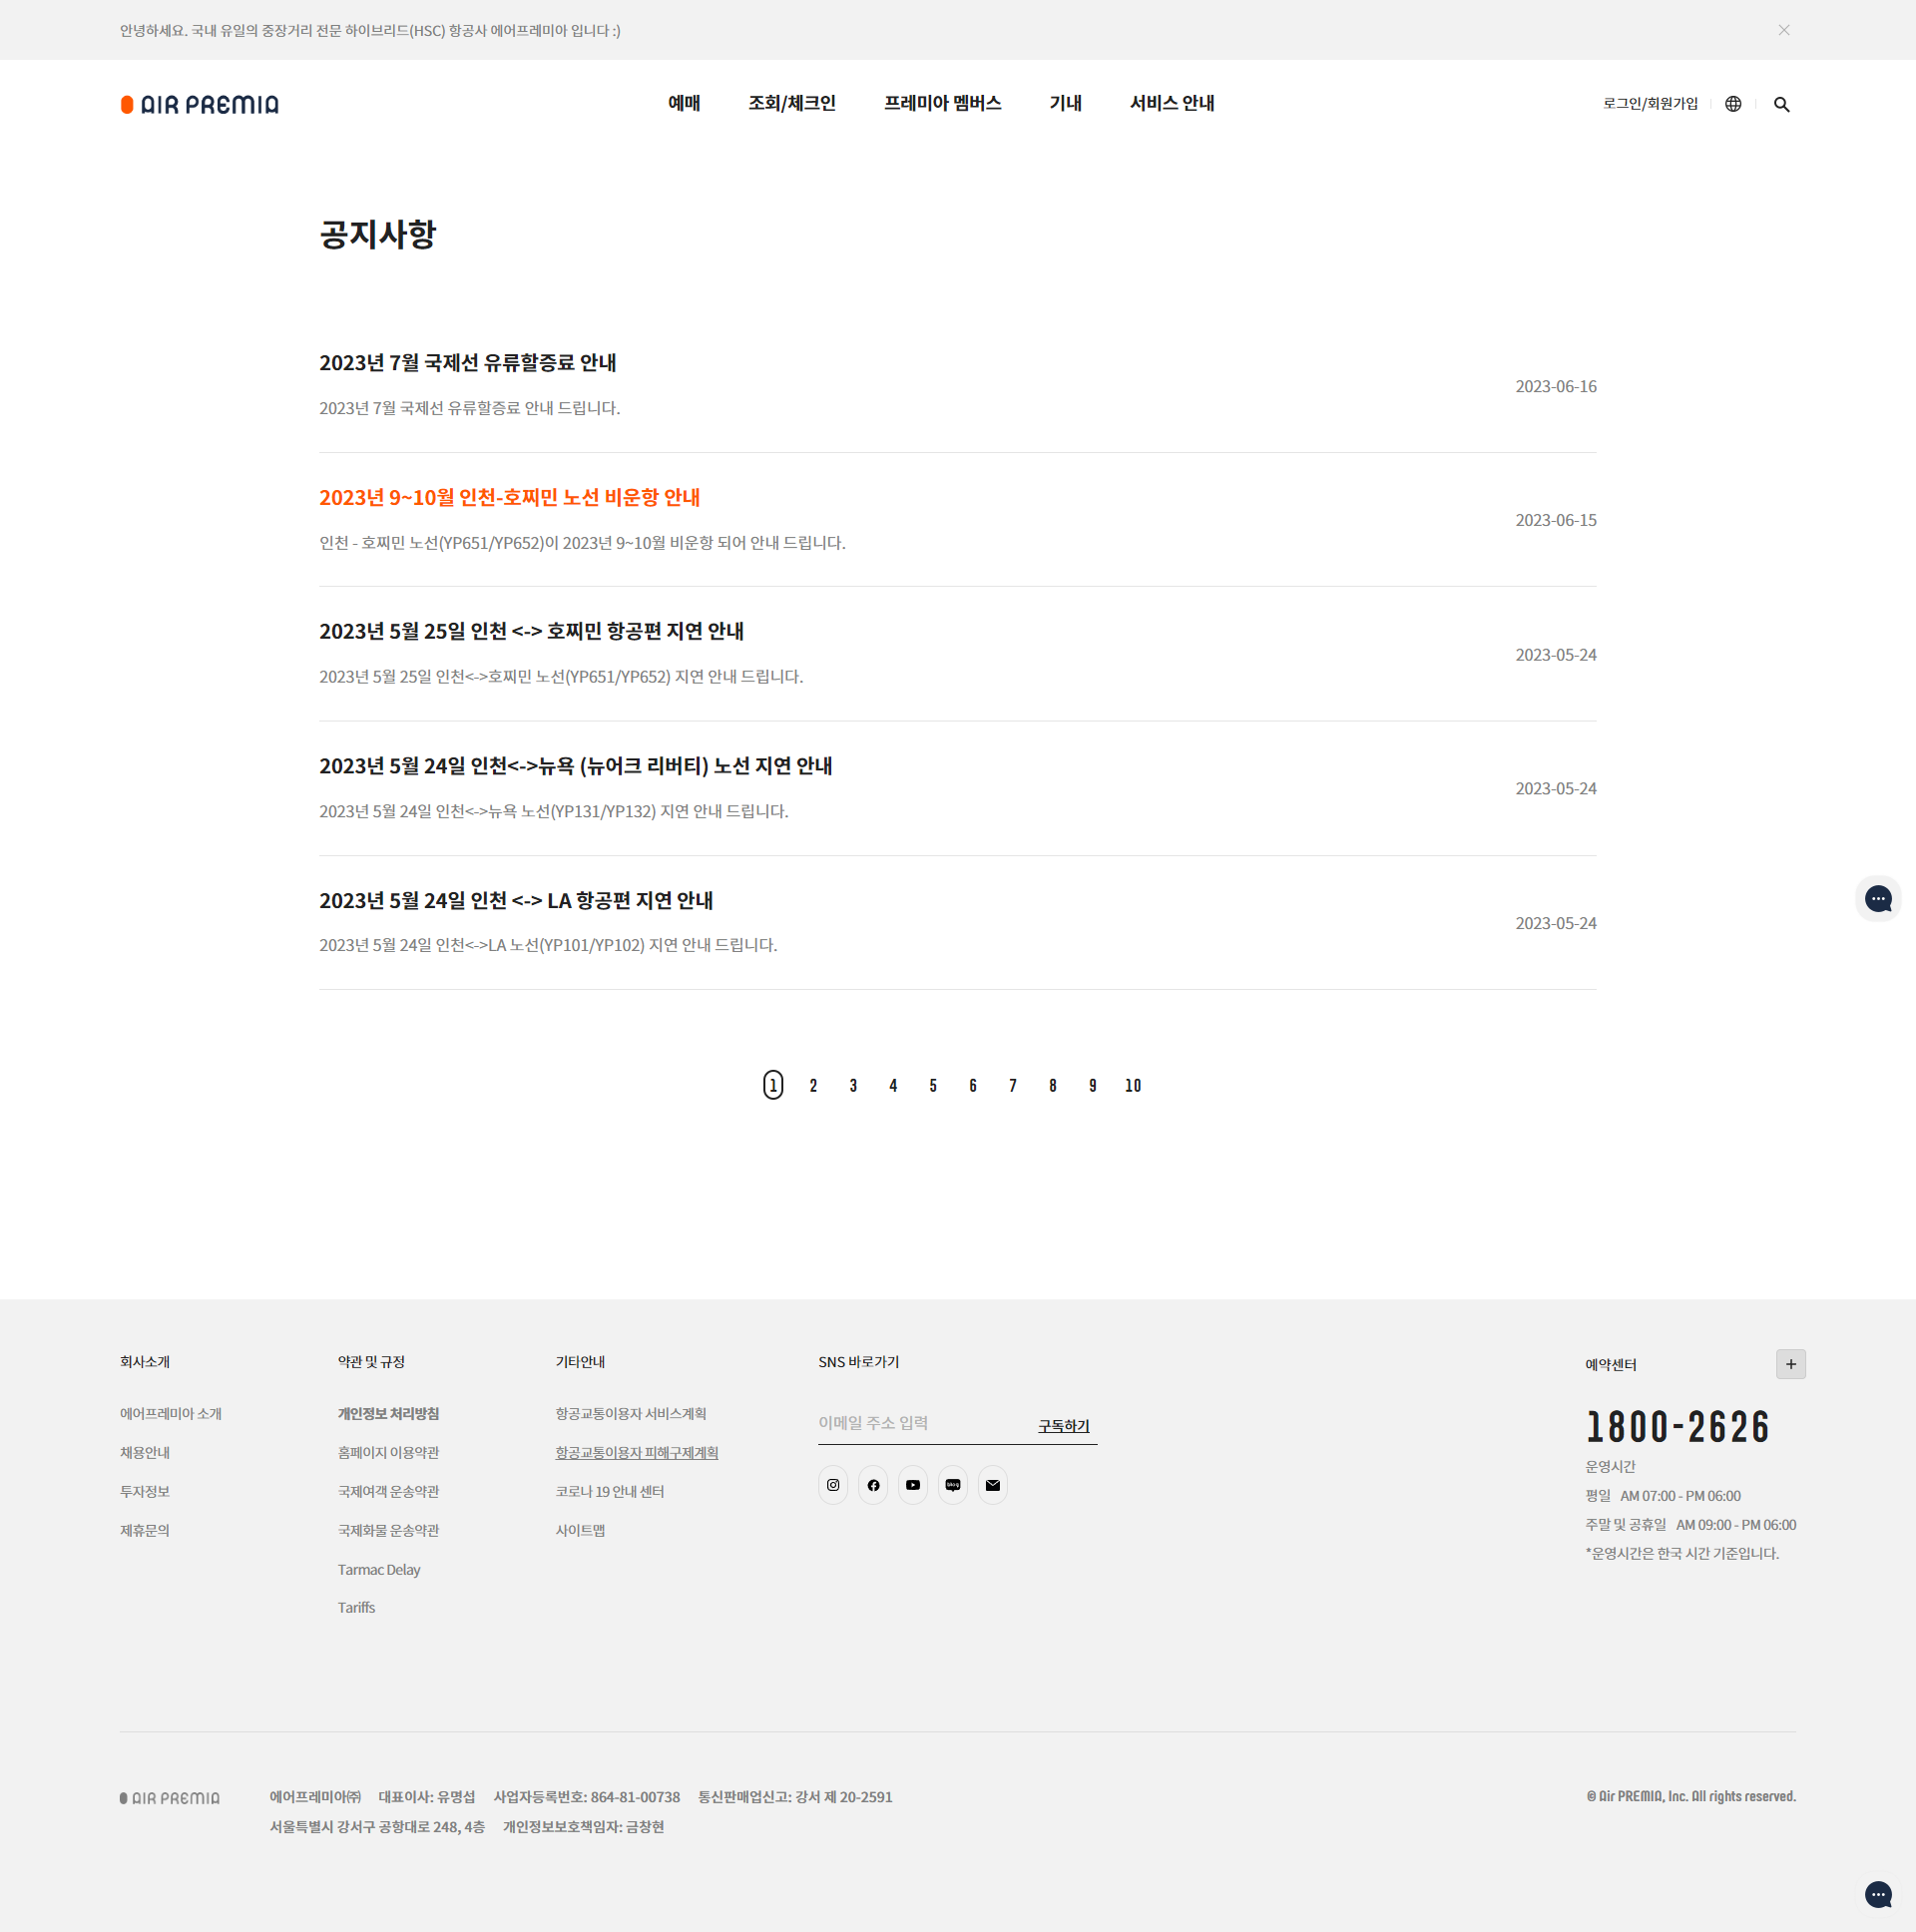 안녕하세요. 국내 유일의 중장거리 전문 하이브리드(HSC) 항공사 에어프레미아 입니다 :)
AIR PREMIA
예매 조회/체크인 프레미아 멤버스 기내 서비스 안내
로그인/회원가입
공지사항
2023년 7월 국제선 유류할증료 안내
2023년 7월 국제선 유류할증료 안내 드립니다.
2023-06-16
2023년 9~10월 인천-호찌민 노선 비운항 안내
인천 - 호찌민 노선(YP651/YP652)이 2023년 9~10월 비운항 되어 안내 드립니다.
2023-06-15
2023년 5월 25일 인천 <-> 호찌민 항공편 지연 안내
2023년 5월 25일 인천<->호찌민 노선(YP651/YP652) 지연 안내 드립니다.
2023-05-24
2023년 5월 24일 인천<->뉴욕 (뉴어크 리버티) 노선 지연 안내
2023년 5월 24일 인천<->뉴욕 노선(YP131/YP132) 지연 안내 드립니다.
2023-05-24
2023년 5월 24일 인천 <-> LA 항공편 지연 안내
2023년 5월 24일 인천<->LA 노선(YP101/YP102) 지연 안내 드립니다.
2023-05-24
1 2 3 4 5 6 7 8 9 10
회사소개
에어프레미아 소개
채용안내
투자정보
제휴문의
약관 및 규정
개인정보 처리방침
홈페이지 이용약관
국제여객 운송약관
국제화물 운송약관
Tarmac Delay
Tariffs
기타안내
항공교통이용자 서비스계획
항공교통이용자 피해구제계획
코로나 19 안내 센터
사이트맵
SNS 바로가기
이메일 주소 입력 구독하기
blog
예약센터 +
1800-2626
운영시간
평일 AM 07:00 - PM 06:00
주말 및 공휴일 AM 09:00 - PM 06:00
*운영시간은 한국 시간 기준입니다.
AIR PREMIA
에어프레미아㈜ 대표이사: 유명섭 사업자등록번호: 864-81-00738 통신판매업신고: 강서 제 20-2591
서울특별시 강서구 공항대로 248, 4층 개인정보보호책임자: 금창현
© Air PREMIA, Inc. All rights reserved.